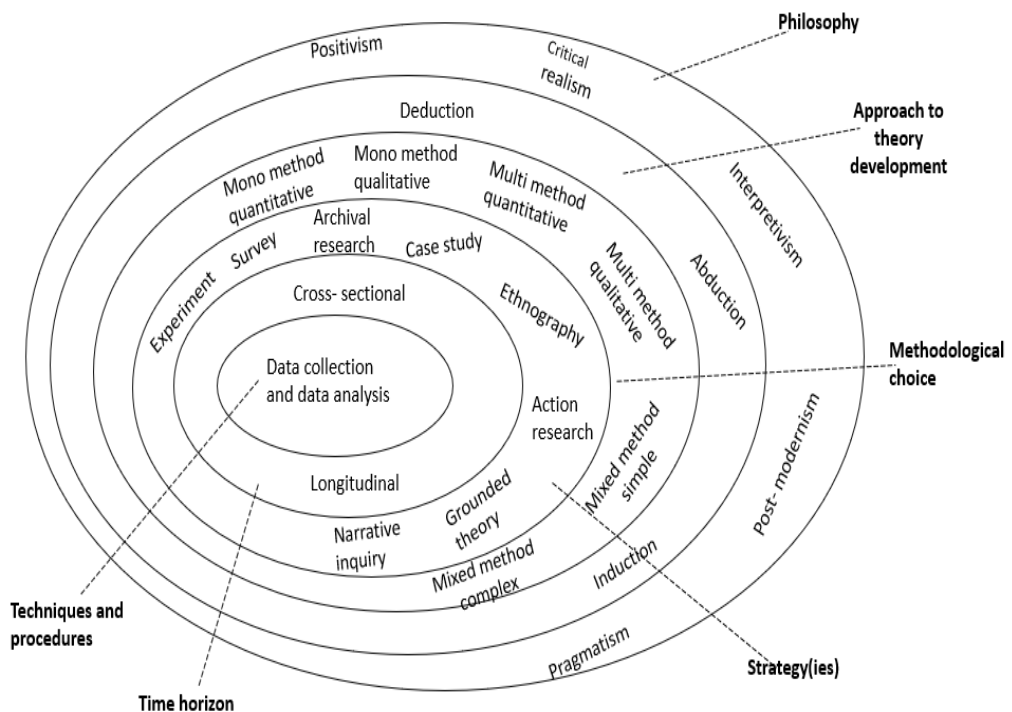 Philosophy
Positivism
Critical
realism
Approach to
theory
development
Deduction
Mono method
quantitative
Mono method
qualitative
Multi method
quantitative
Interpretivism
Archival
research
Survey
Case study
Multi method
qualitative
Abduction
Experiment
Cross- sectional
Ethnography
Methodological
choice
Data collection
and data analysis
Action
research
Mixed method
simple
Post- modernism
Longitudinal
Grounded
theory
Narrative
inquiry
Mixed method
complex
Induction
Pragmatism
Techniques and
procedures
Strategy(ies)
Time horizon